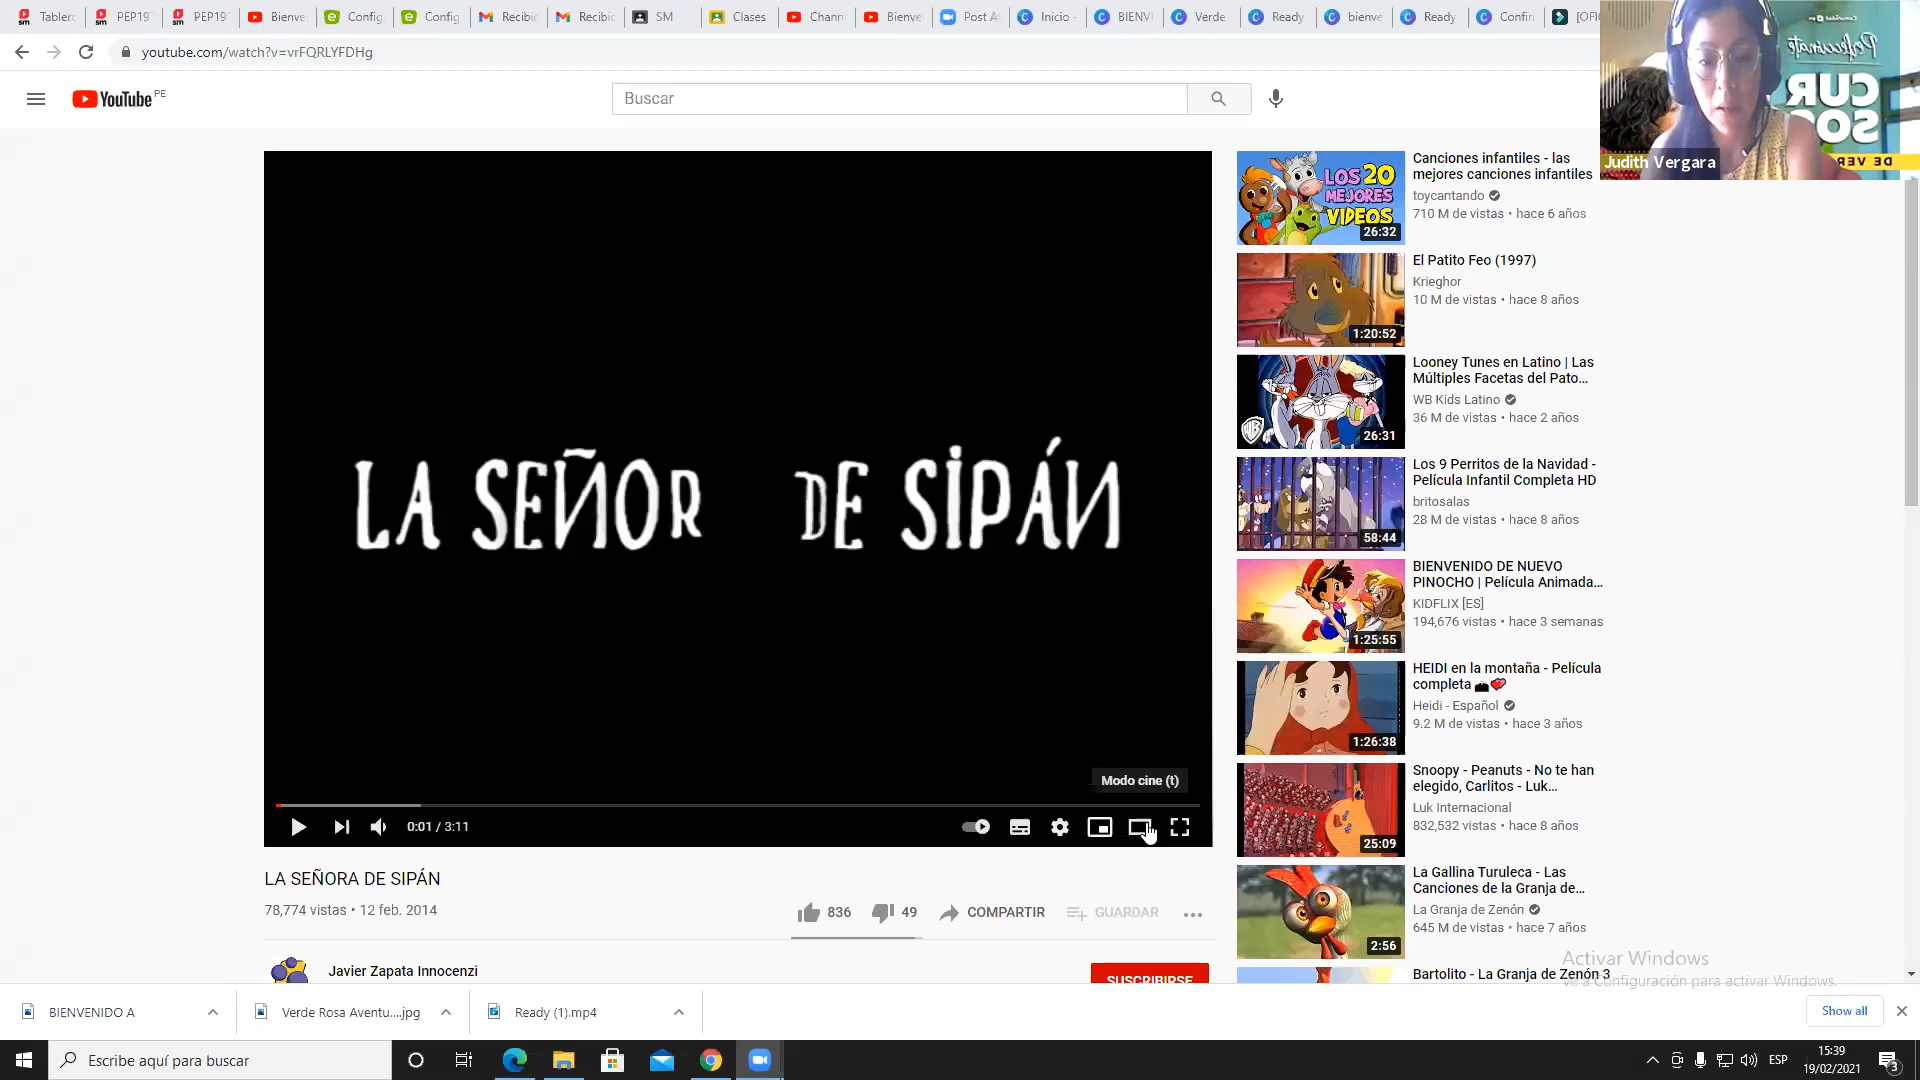 Tablero
PEP19
PEP19
Bienve
Config
Config
Recibi
Recibi
SM
Clases
Chann
Bienve
Post A
Inicio
BIENV
Verde
Ready
bienve
Ready
Confir
[OFI
youtube.com/watch?v=vrFQRLYFDHg
YouTube PE
Buscar
Perfecciónate
CUR
SOC
DE VER
Judith Vergara
LA SEÑOR DE SIPÁN
Modo cine (t)
0:01 / 3:11
LA SEÑORA DE SIPÁN
78,774 vistas • 12 feb. 2014
836
49
COMPARTIR
GUARDAR
Javier Zapata Innocenzi
SUSCRIBIRSE
LOS 20
MEJORES
VIDEOS
26:32
Canciones infantiles - las
mejores canciones infantiles
toycantando
710 M de vistas • hace 6 años
1:20:52
El Patito Feo (1997)
Krieghor
10 M de vistas • hace 8 años
26:31
Looney Tunes en Latino | Las
Múltiples Facetas del Pato...
WB Kids Latino
36 M de vistas • hace 2 años
58:44
Los 9 Perritos de la Navidad -
Película Infantil Completa HD
britosalas
28 M de vistas • hace 8 años
1:25:55
BIENVENIDO DE NUEVO
PINOCHO | Película Animada...
KIDFLIX [ES]
194,676 vistas • hace 3 semanas
1:26:38
HEIDI en la montaña - Película
completa
Heidi - Español
9.2 M de vistas • hace 3 años
25:09
Snoopy - Peanuts - No te han
elegido, Carlitos - Luk...
Luk Internacional
832,532 vistas • hace 8 años
2:56
La Gallina Turuleca - Las
Canciones de la Granja de...
La Granja de Zenón
645 M de vistas • hace 7 años
Bartolito - La Granja de Zenón 3
Activar Windows
Ve a Configuración para activar Windows.
BIENVENIDO A
Verde Rosa Aventu....jpg
Ready (1).mp4
Show all
Escribe aquí para buscar
ESP
15:39
19/02/2021
3